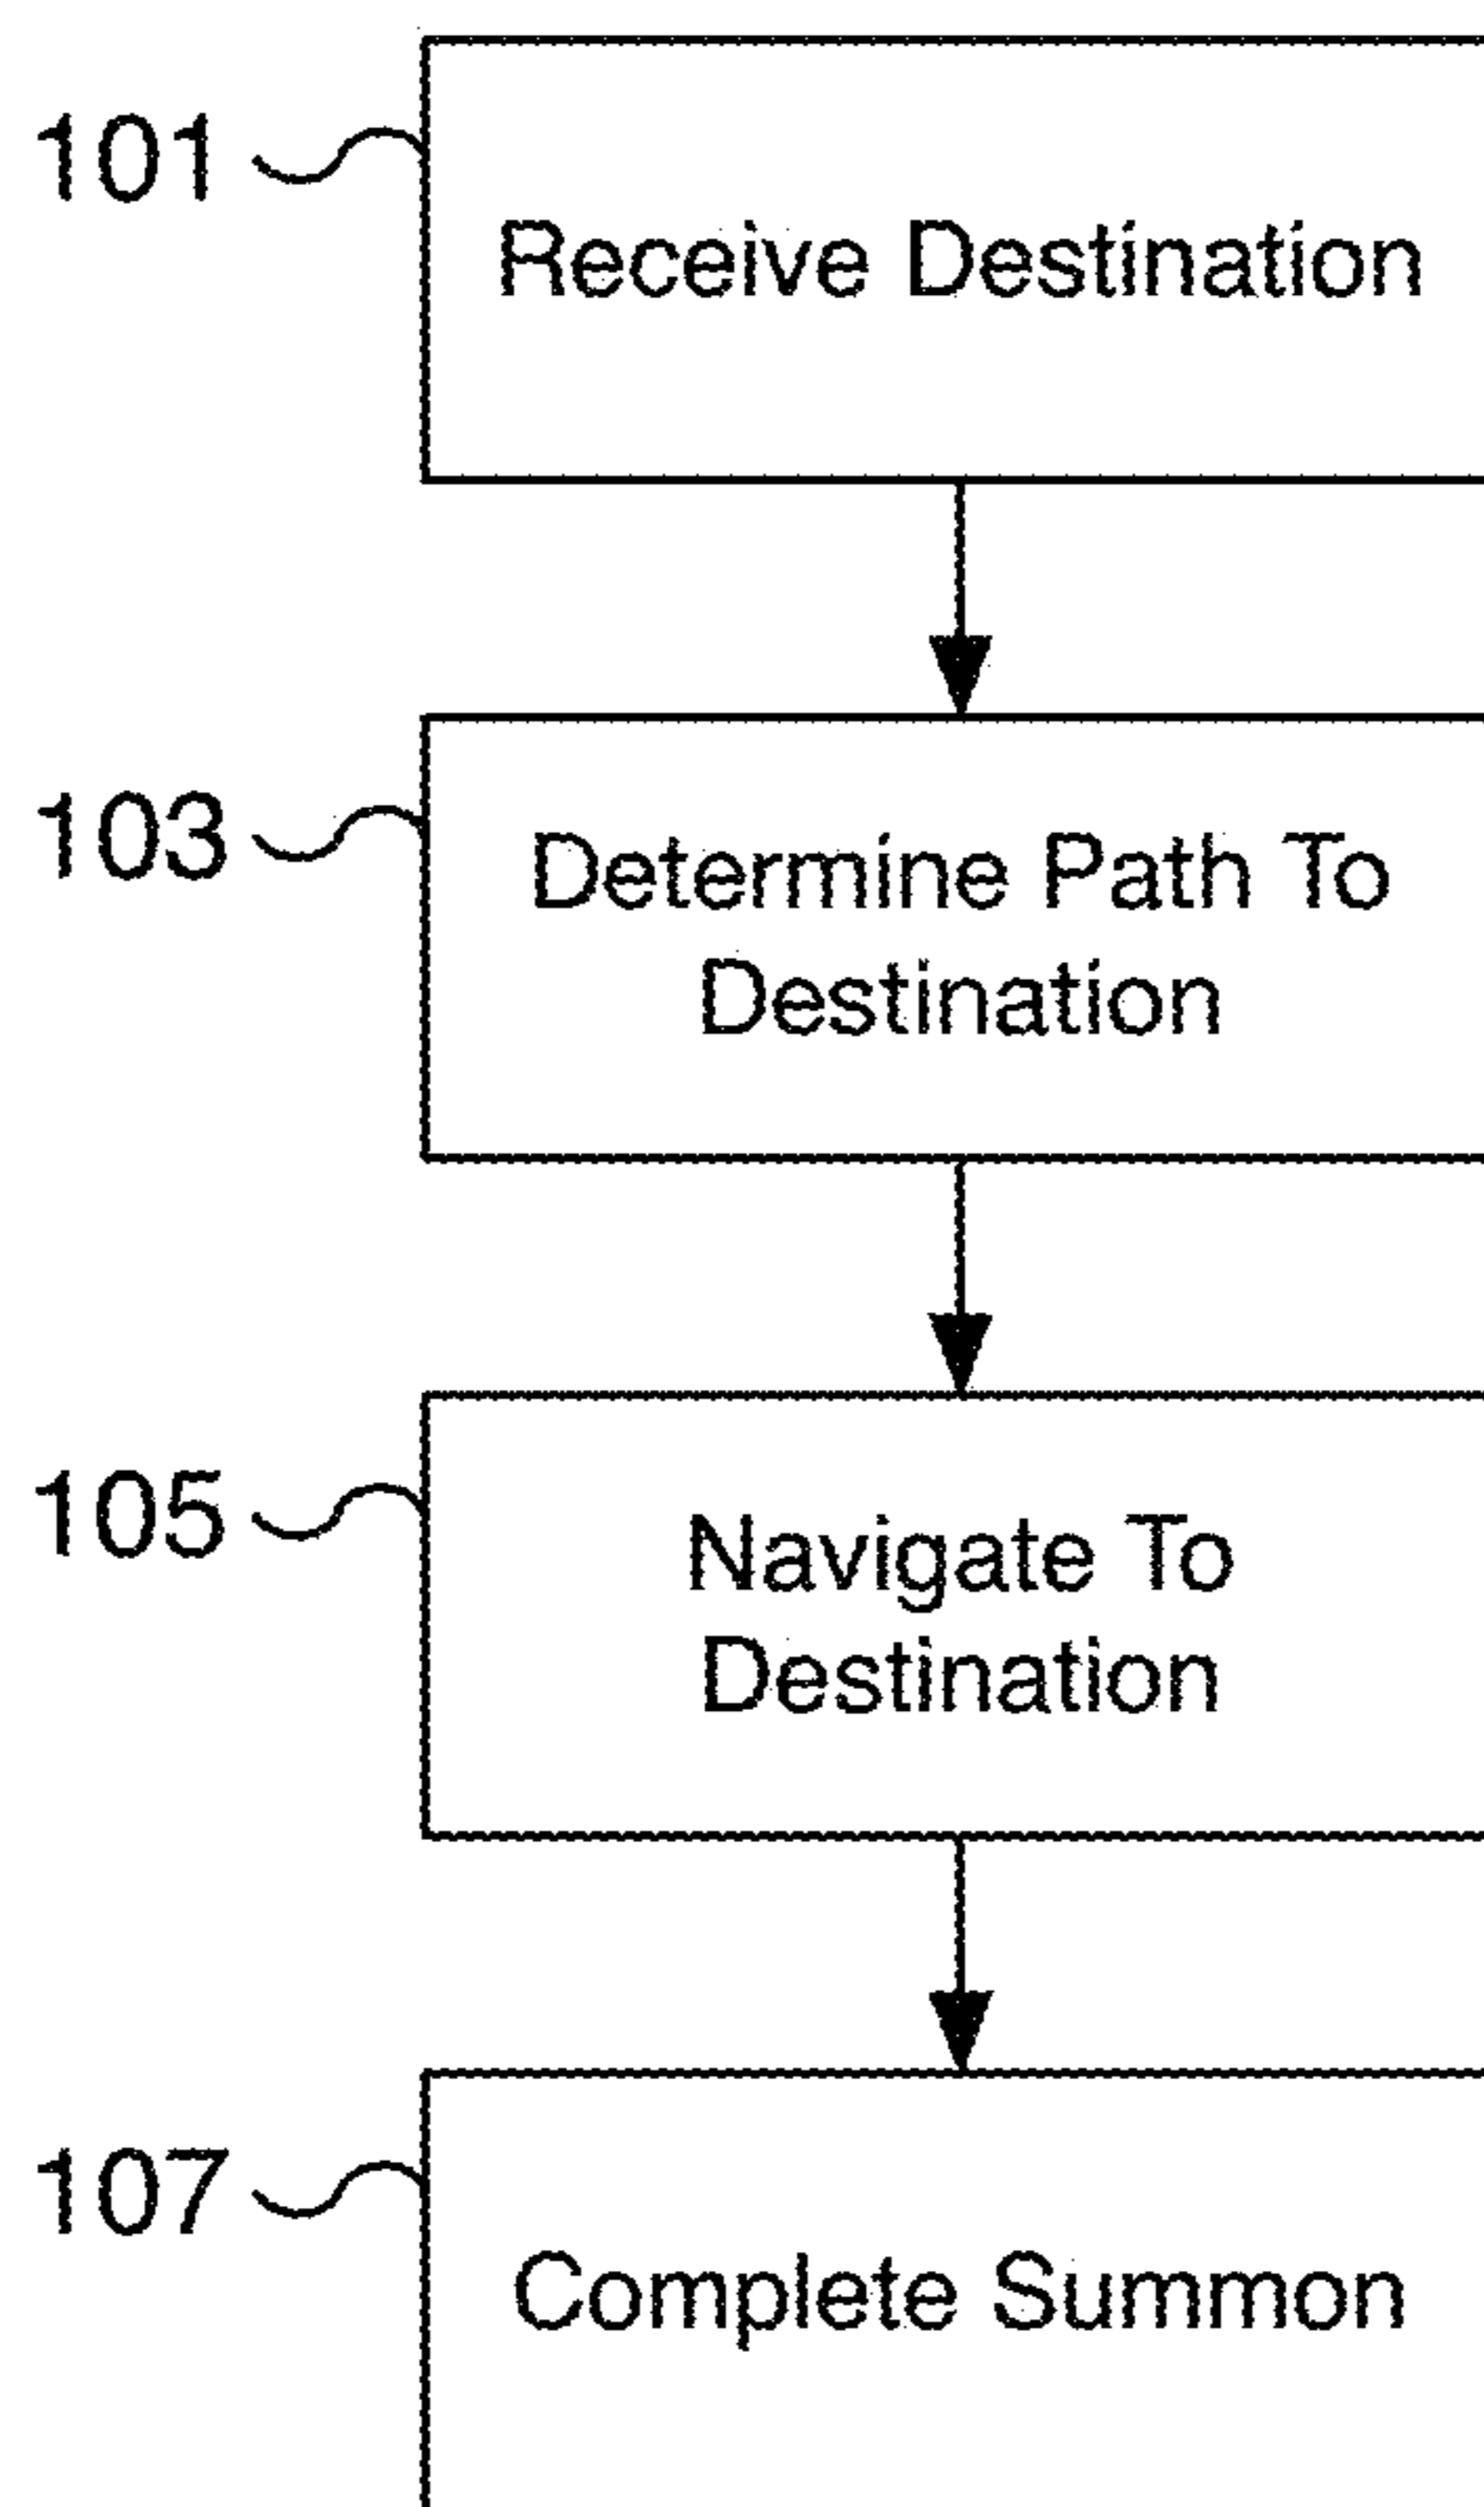 101
Receive Destination
103
Determine Path To
Destination
105
Navigate To
Destination
107
Complete Summon